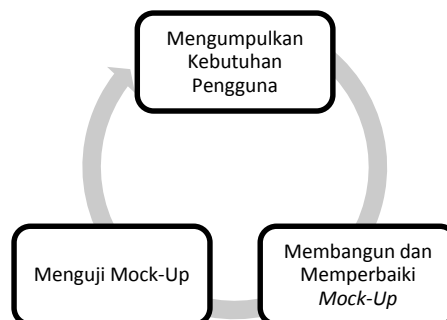 Mengumpulkan
Kebutuhan
Pengguna
Membangun dan
Memperbaiki
Mock-Up
Menguji Mock-Up